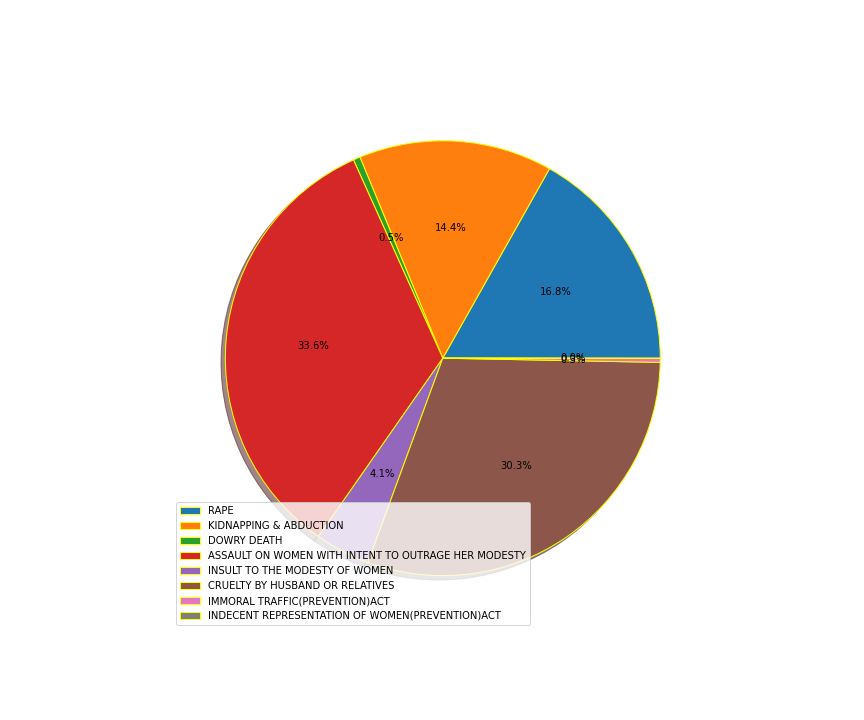 14.4%
0.5%
16.8%
33.6%
0.0%
30.3%
4.1%
RAPE
KIDNAPPING & ABDUCTION
DOWRY DEATH
ASSAULT ON WOMEN WITH INTENT TO OUTRAGE HER MODESTY
INSULT TO THE MODESTY OF WOMEN
CRUELTY BY HUSBAND OR RELATIVES
IMMORAL TRAFFIC(PREVENTION)ACT
INDECENT REPRESENTATION OF WOMEN(PREVENTION)ACT